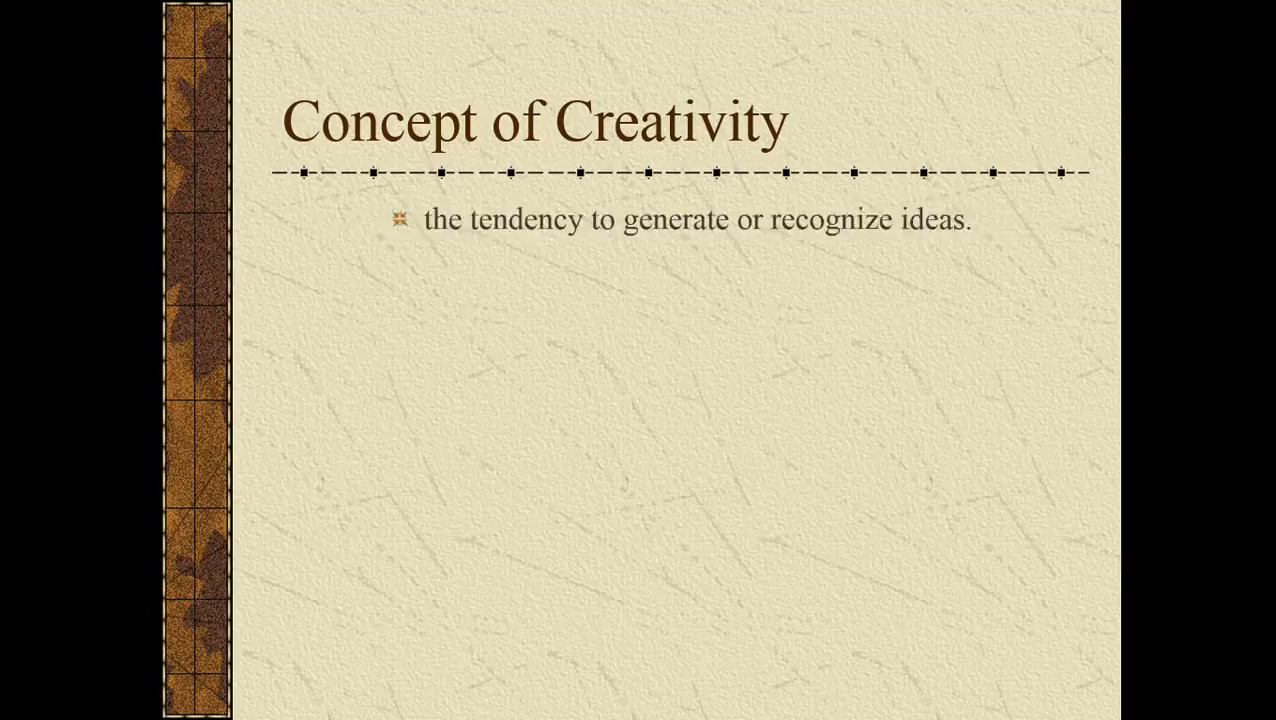 Concept of Creativity
the tendency to generate or recognize ideas.